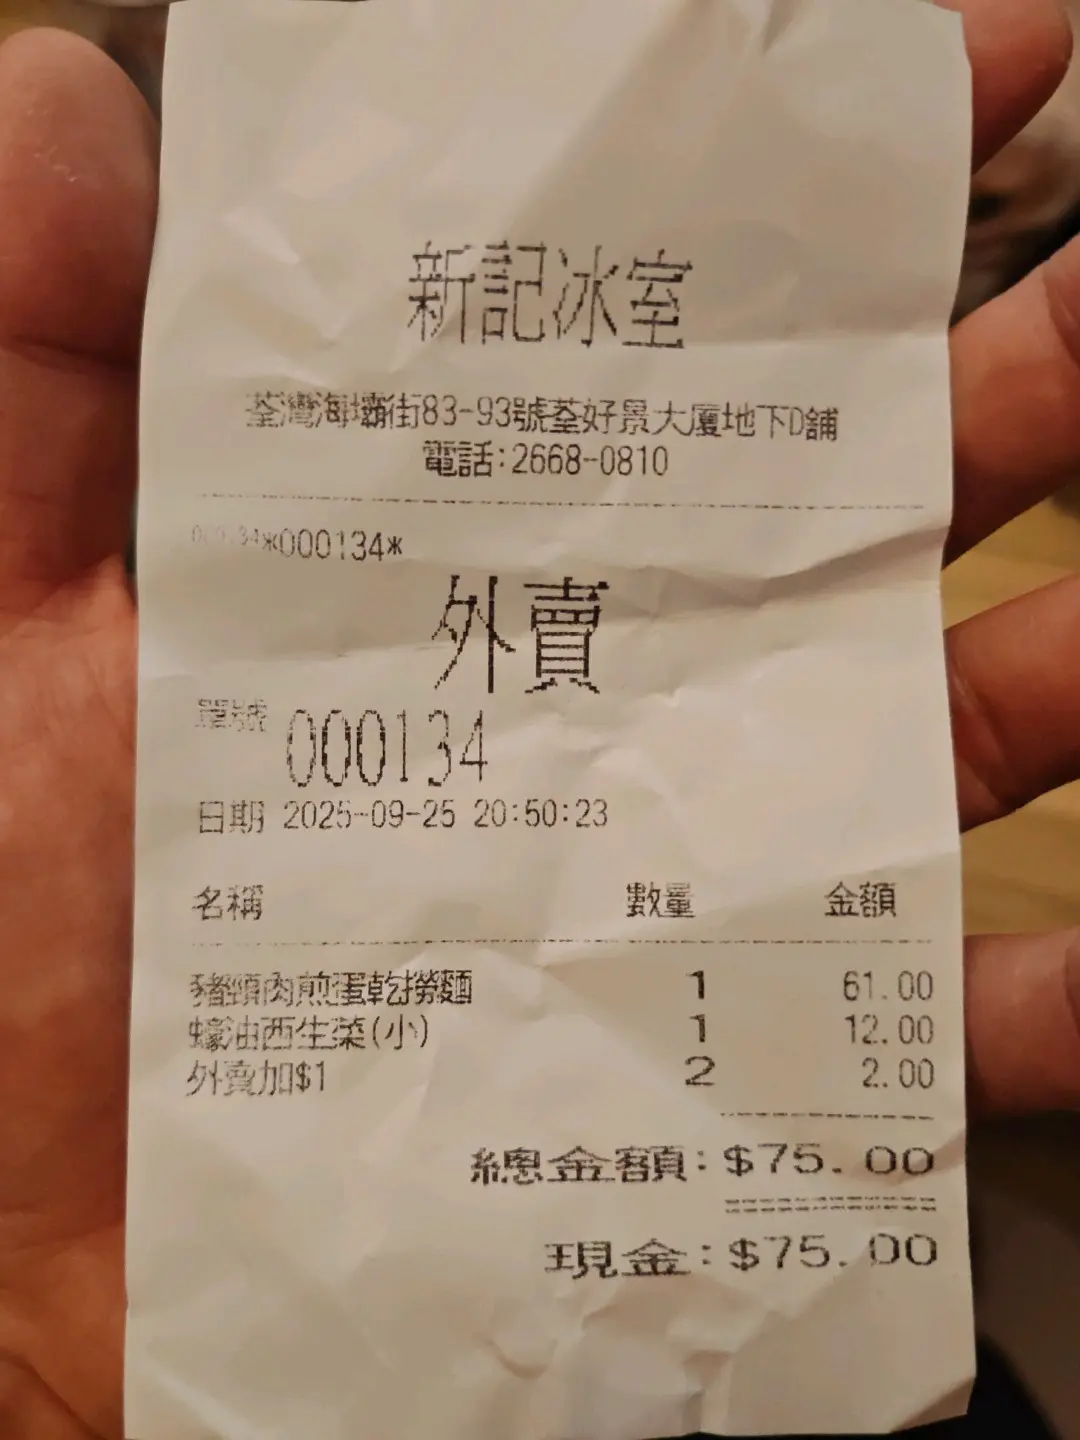 新記冰室
荃灣海壩街83-93號荃好景大廈地下D舖
電話:2668-0810
000134*000134*
外賣
單號 000134
日期 2025-09-25 20:50:23
名稱 數量 金額
豬頸肉煎蛋乾撈麵 1 61.00
蠔油西生菜(小) 1 12.00
外賣加$1 2 2.00
總金額:$75.00
現金:$75.00